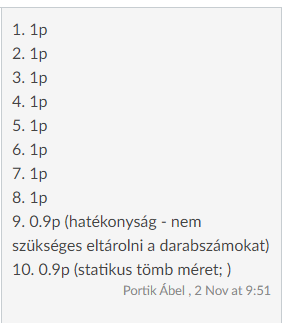 1. 1p
2. 1p
3. 1p
4. 1p
5. 1p
6. 1p
7. 1p
8. 1p
9. 0.9p (hatékonyság - nem
szükséges eltárolni a darabszámokat)
10. 0.9p (statikus tömb méret; )
Portik Ábel , 2 Nov at 9:51